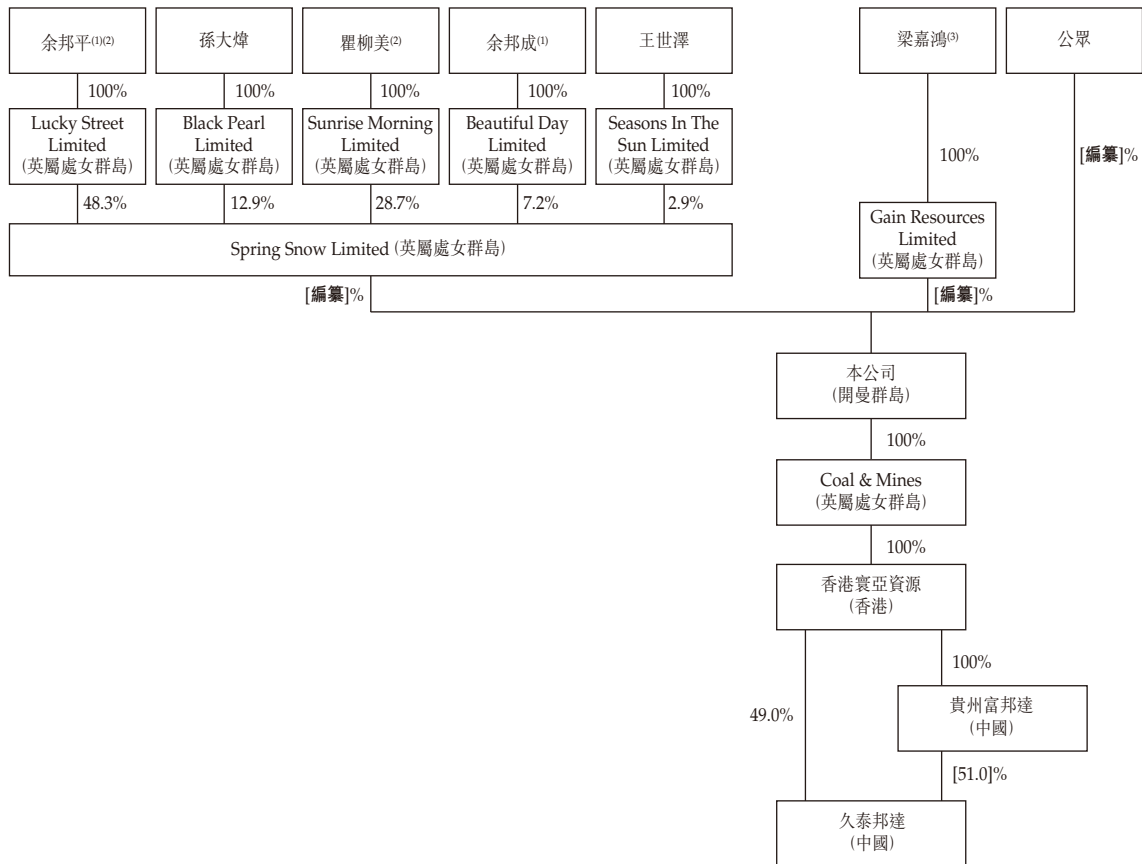 余邦平(1)(2)
孫大煒
瞿柳美(2)
余邦成(1)
王世澤
梁嘉鴻(3)
公眾
100%
100%
100%
100%
100%
Lucky Street
Limited
(英屬處女群島)
Black Pearl
Limited
(英屬處女群島)
Sunrise Morning
Limited
(英屬處女群島)
Beautiful Day
Limited
(英屬處女群島)
Seasons In The
Sun Limited
(英屬處女群島)
100%
[編纂]%
48.3%
12.9%
28.7%
7.2%
2.9%
Gain Resources
Limited
(英屬處女群島)
Spring Snow Limited (英屬處女群島)
[編纂]%
[編纂]%
本公司
(開曼群島)
100%
Coal & Mines
(英屬處女群島)
100%
香港寰亞資源
(香港)
100%
49.0%
貴州富邦達
(中國)
[51.0]%
久泰邦達
(中國)